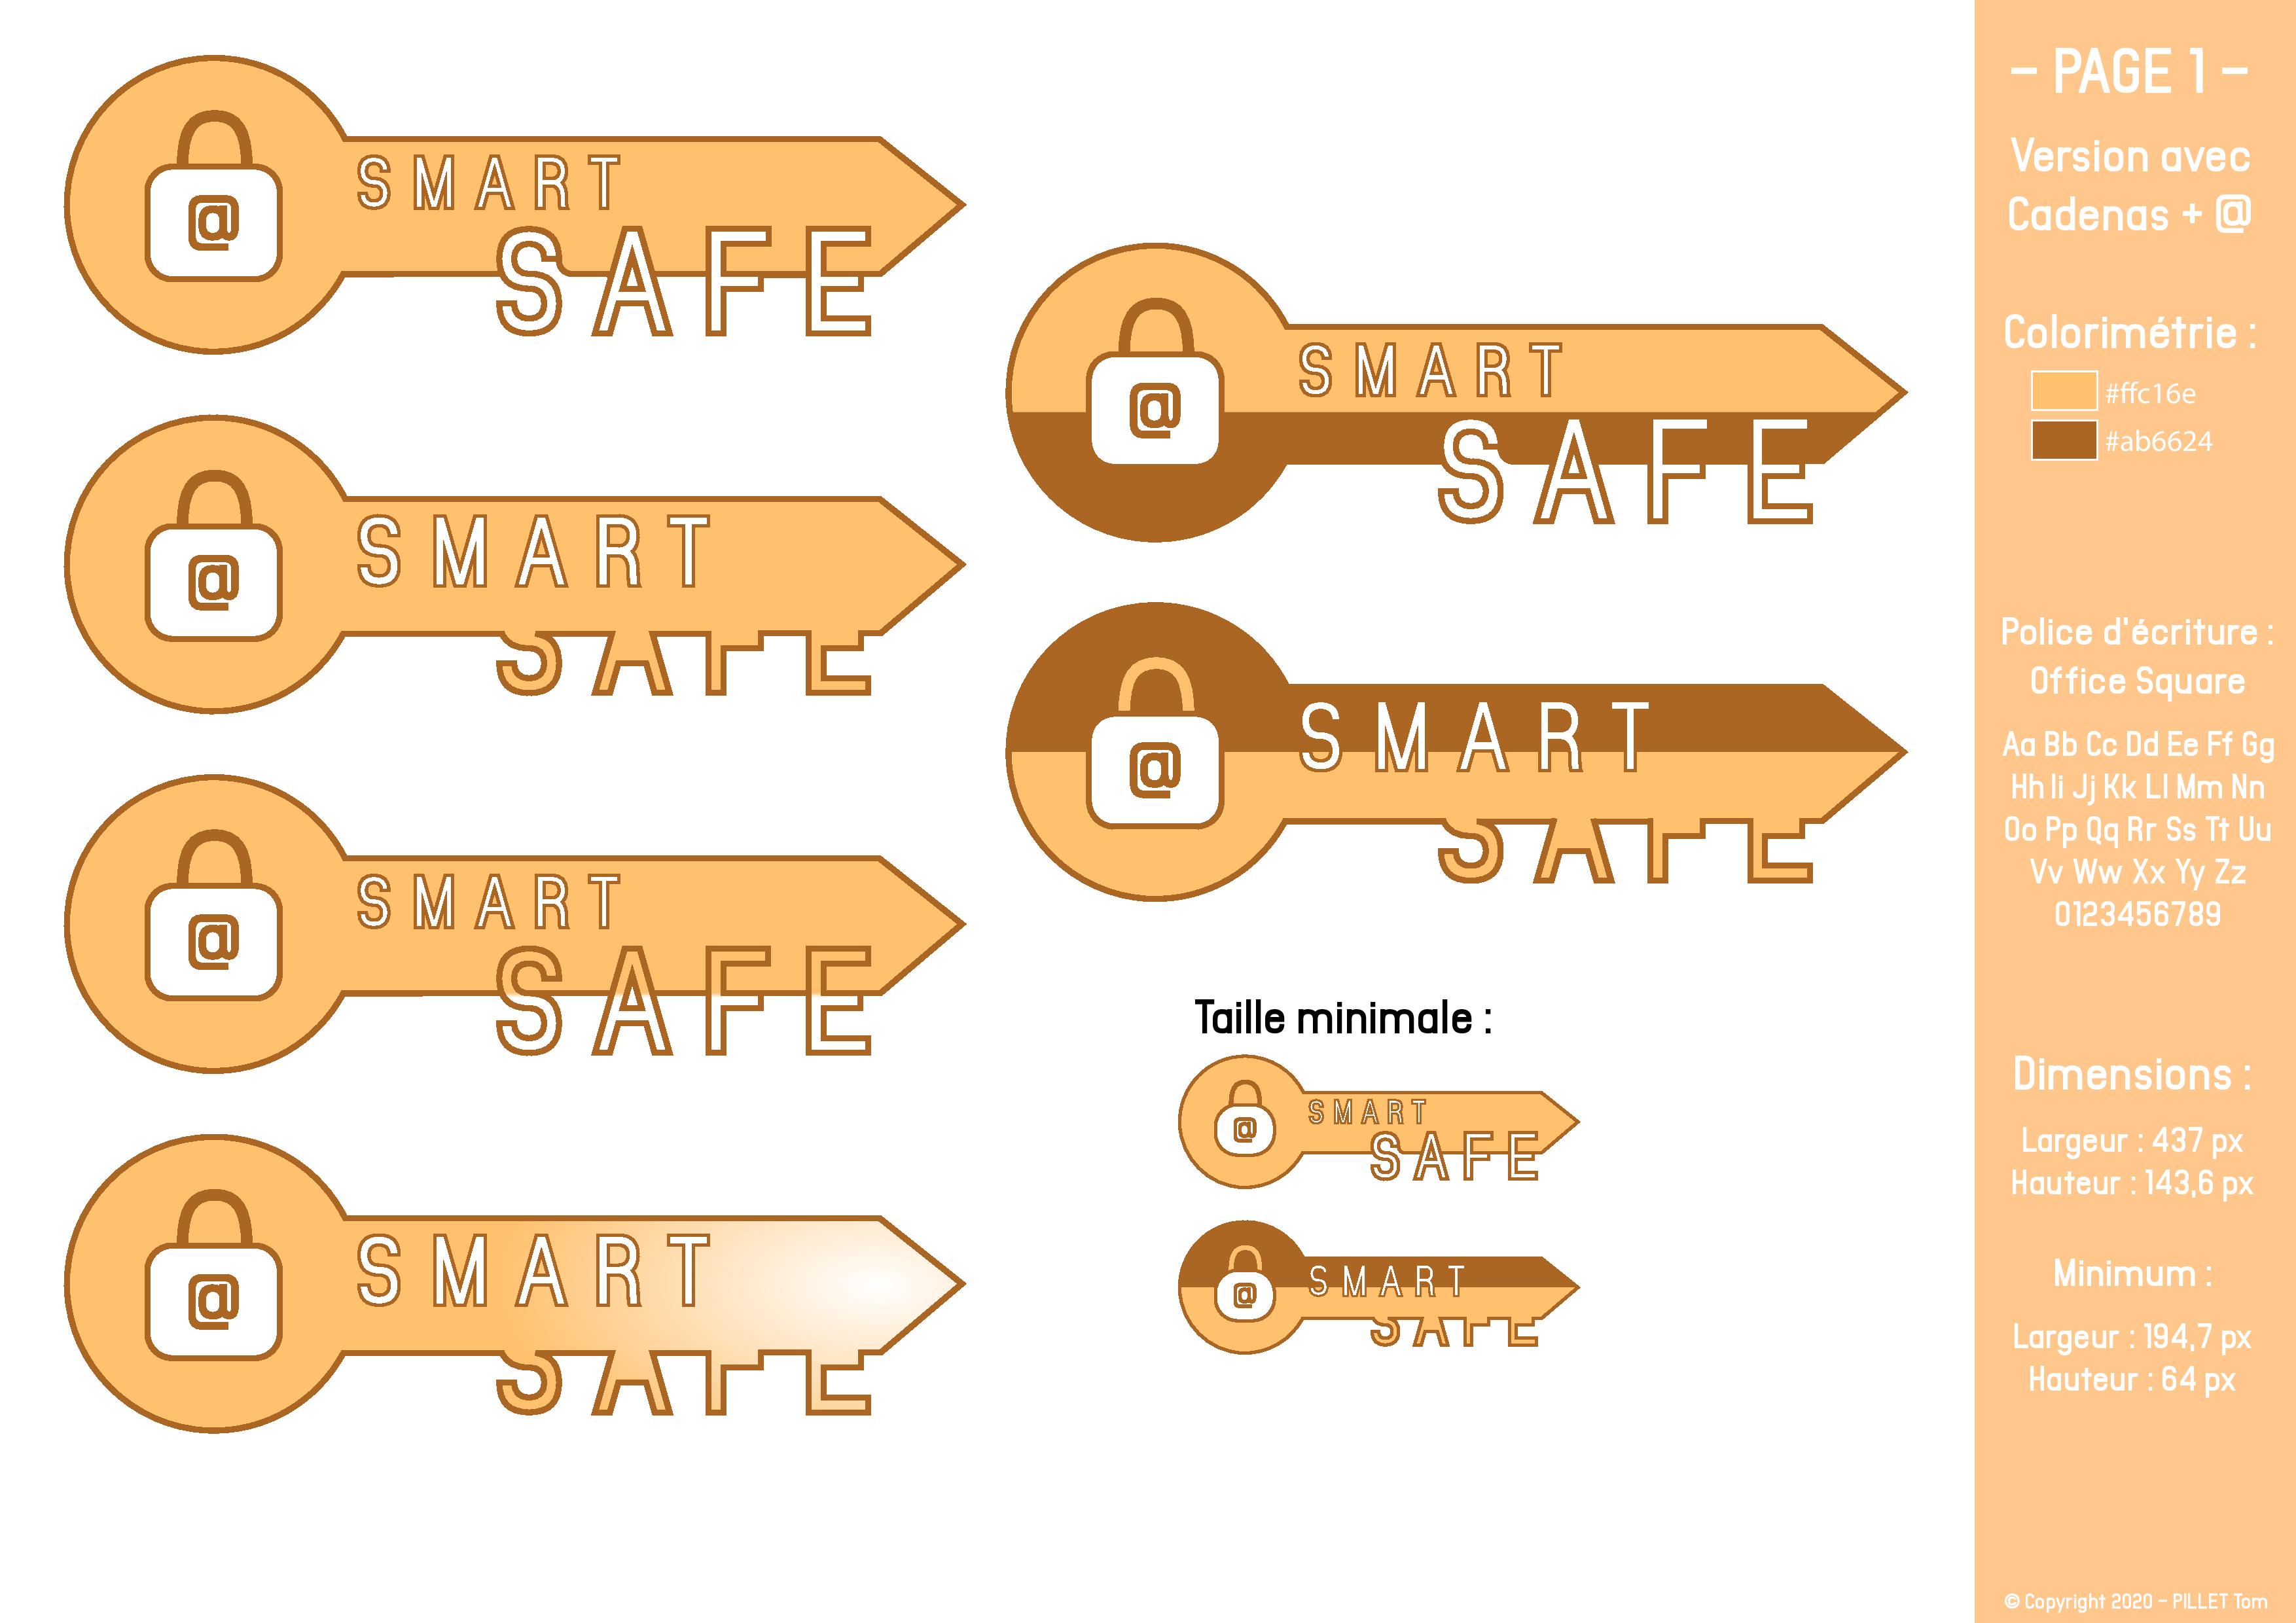 @
SMART
SAFE
@
SMART
SAFE
@
SMART
SAFE
@
SMART
SAFE
@
SMART
SAFE
@
SMART
SAFE
Taille minimale :
@
SMART
SAFE
@
SMART
SAFE
– PAGE 1 –
Version avec
Cadenas + @
Colorimétrie :
#ffc16e
#ab6624
Police d'écriture :
Office Square
Aa Bb Cc Dd Ee Ff Gg
Hh Ii Jj Kk Ll Mm Nn
Oo Pp Qq Rr Ss Tt Uu
Vv Ww Xx Yy Zz
0123456789
Dimensions :
Largeur : 437 px
Hauteur : 143,6 px
Minimum :
Largeur : 194,7 px
Hauteur : 64 px
© Copyright 2020 – PILLET Tom